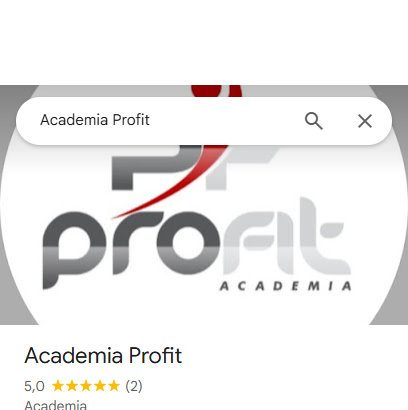 Academia Profit
PF
profit
ACADEMIA
Academia Profit
5,0 (2)
Academia